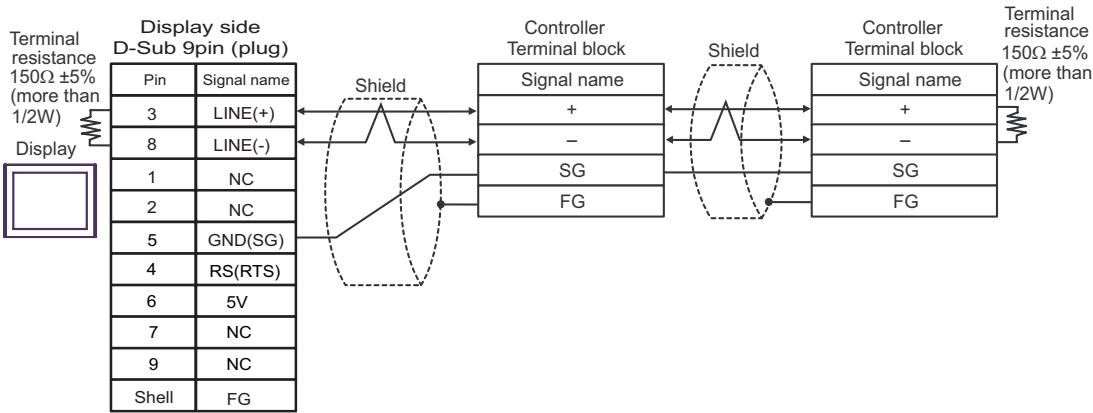 Terminal
resistance
150Ω ±5%
(more than
1/2W)
Display
Display side
D-Sub 9pin (plug)
Pin Signal name
3 LINE(+)
8 LINE(-)
1 NC
2 NC
5 GND(SG)
4 RS(RTS)
6 5V
7 NC
9 NC
Shell FG
Shield
Controller
Terminal block
Signal name
+
–
SG
FG
Shield
Controller
Terminal block
Signal name
+
–
SG
FG
Terminal
resistance
150Ω ±5%
(more than
1/2W)